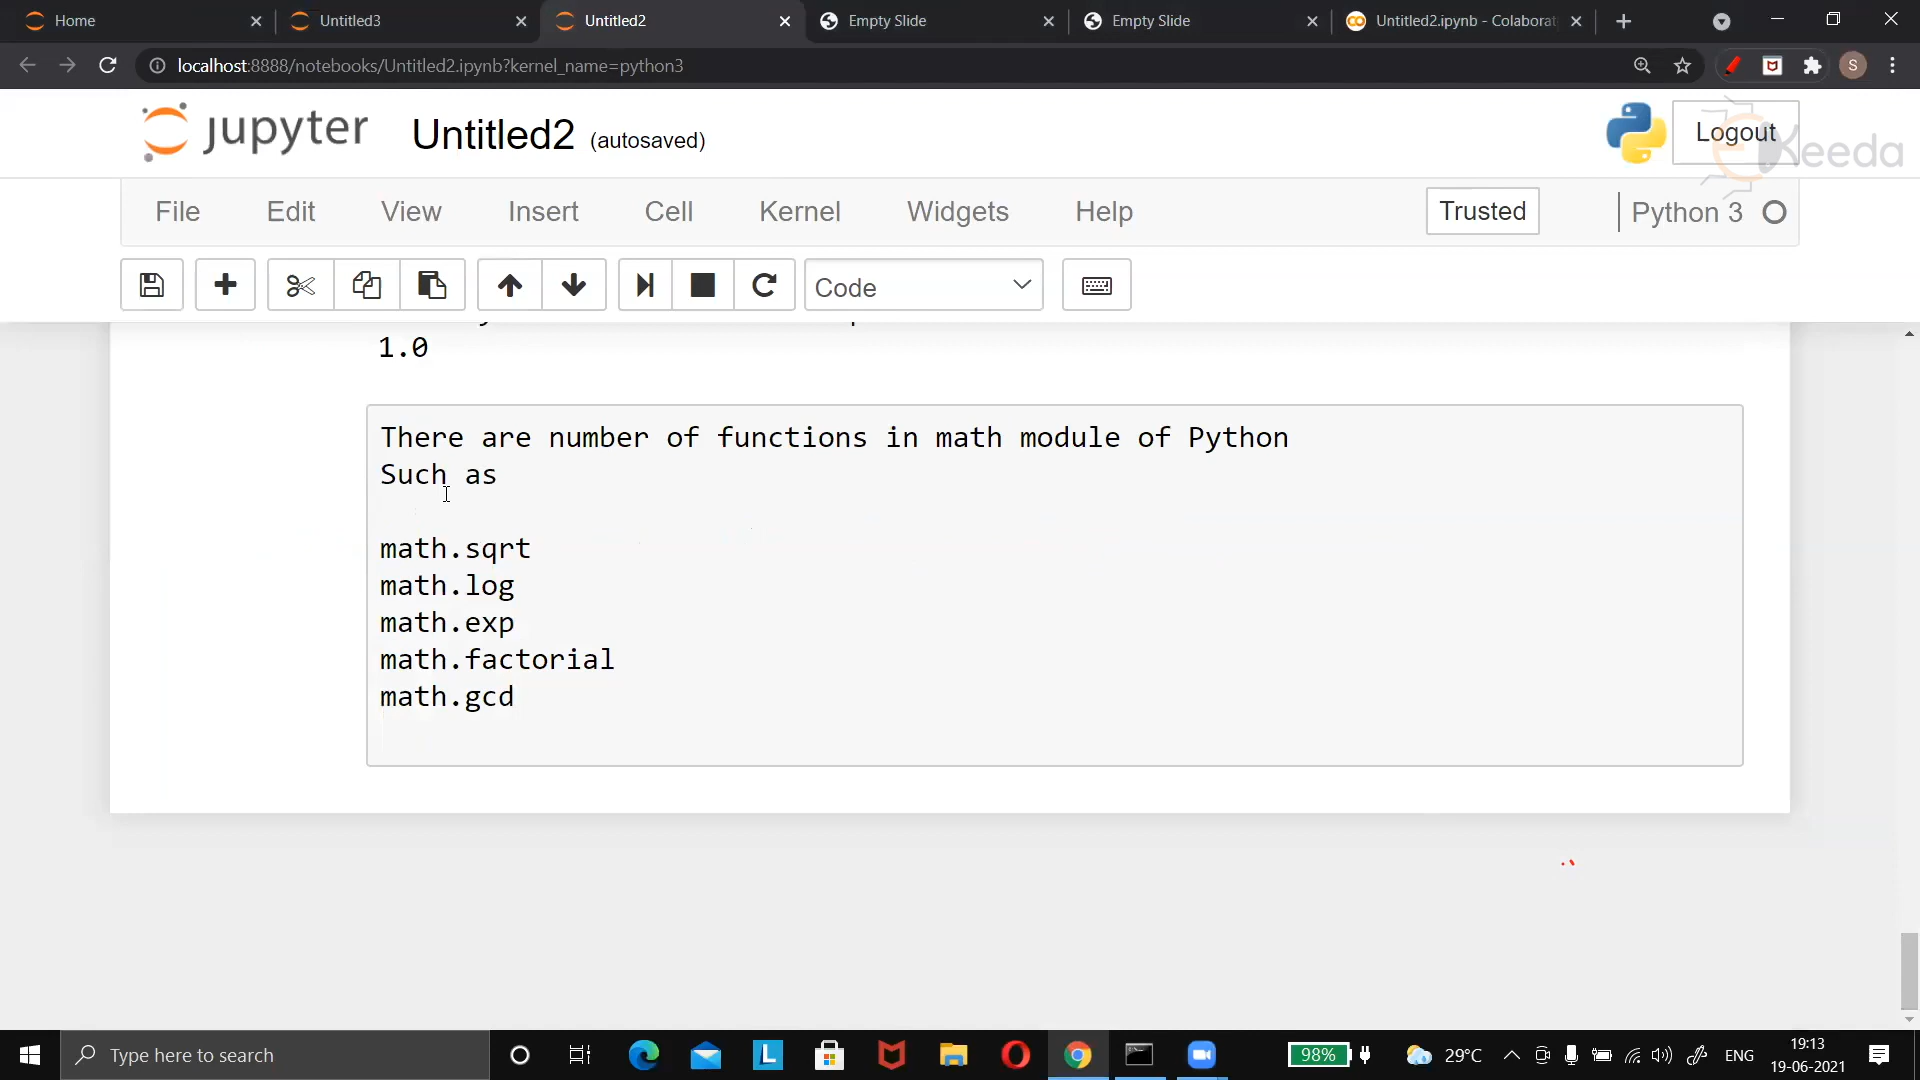 Home
Untitled3
Untitled2
Empty Slide
Empty Slide
Untitled2.ipynb - Colaborat
localhost:8888/notebooks/Untitled2.ipynb?kernel_name=python3
S
jupyter
Untitled2 (autosaved)
Logout
Keeda
File Edit View Insert Cell Kernel Widgets Help
Trusted
Python 3
Code
1.0
There are number of functions in math module of Python
Such as
math.sqrt
math.log
math.exp
math.factorial
math.gcd
Type here to search
L
98%
29°C
ENG
19:13
19-06-2021